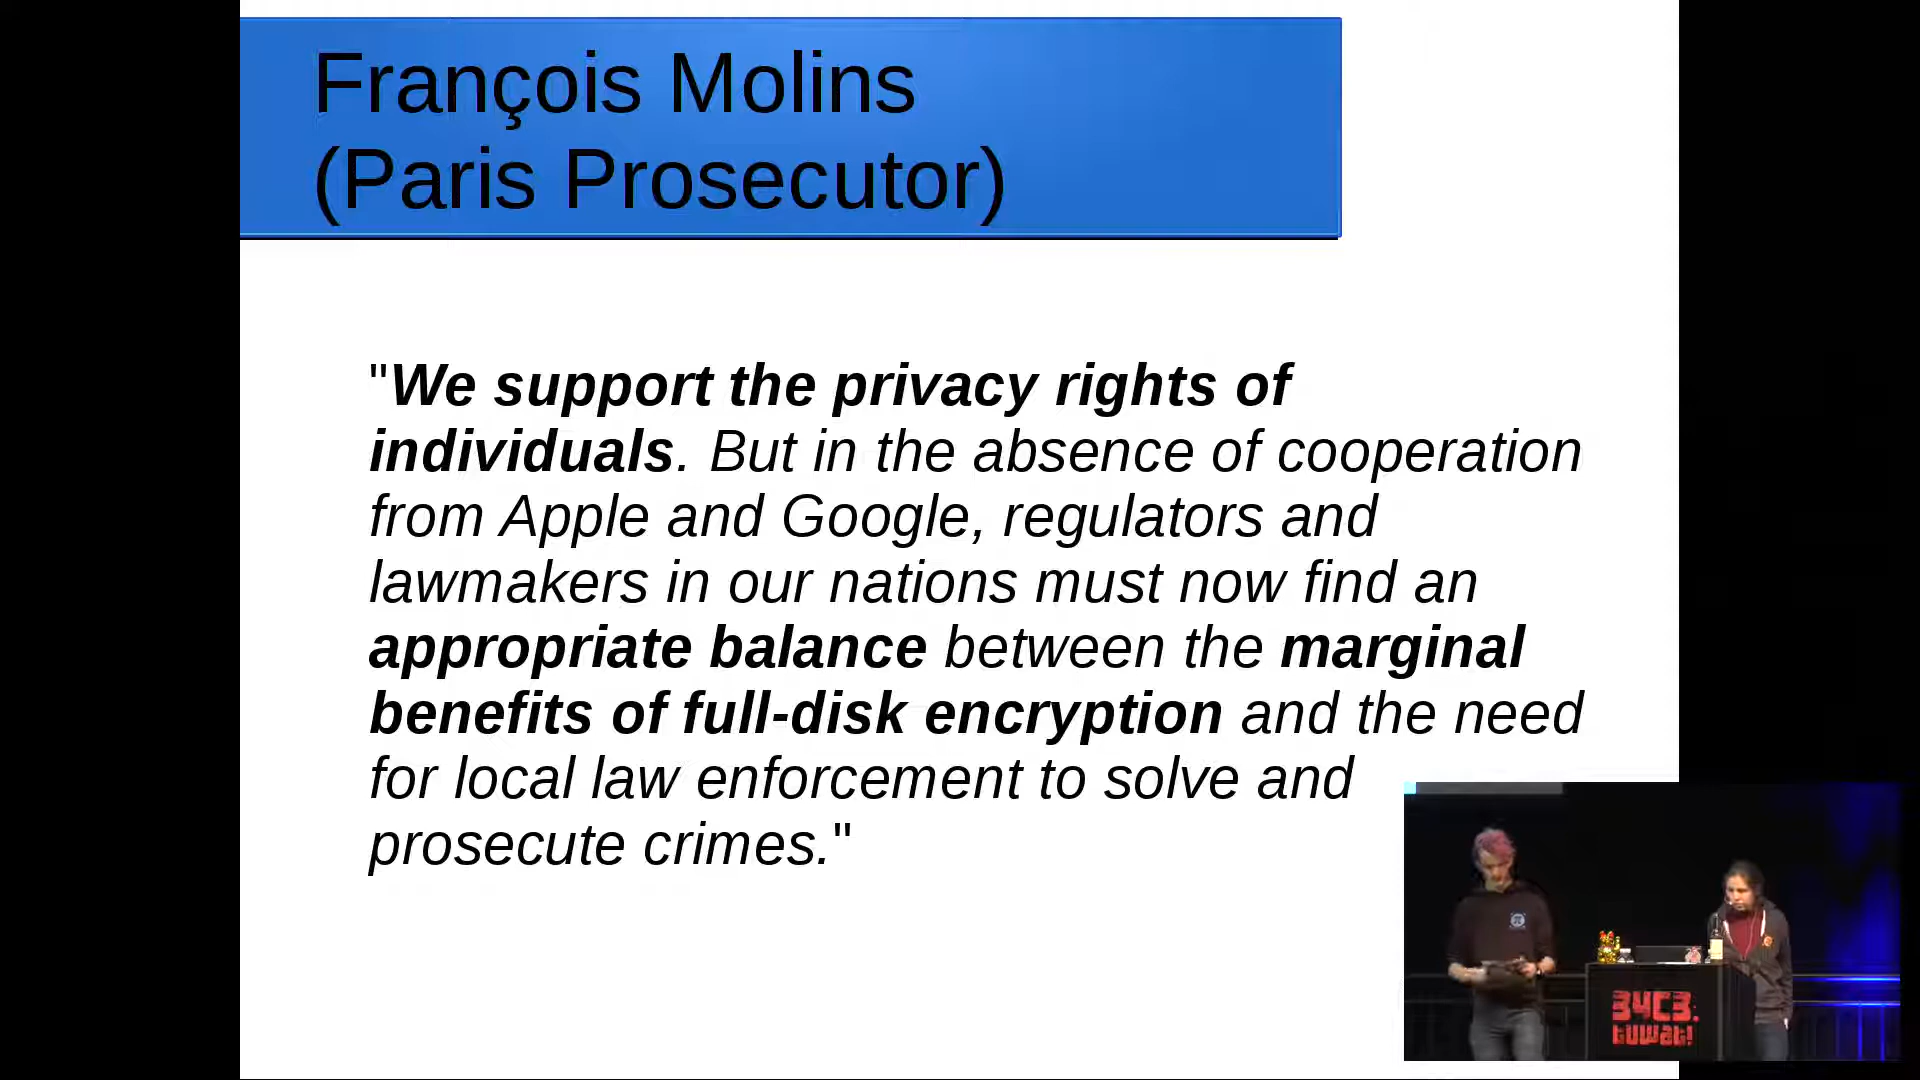 François Molins
(Paris Prosecutor)
"We support the privacy rights of
individuals. But in the absence of cooperation
from Apple and Google, regulators and
lawmakers in our nations must now find an
appropriate balance between the marginal
benefits of full-disk encryption and the need
for local law enforcement to solve and
prosecute crimes."
34C3.
tuwat!